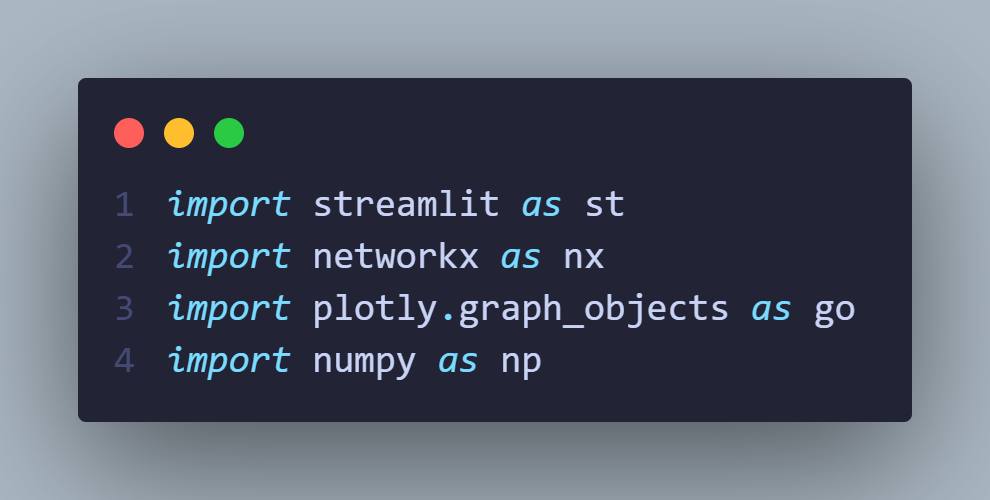 1 import streamlit as st
2 import networkx as nx
3 import plotly.graph_objects as go
4 import numpy as np